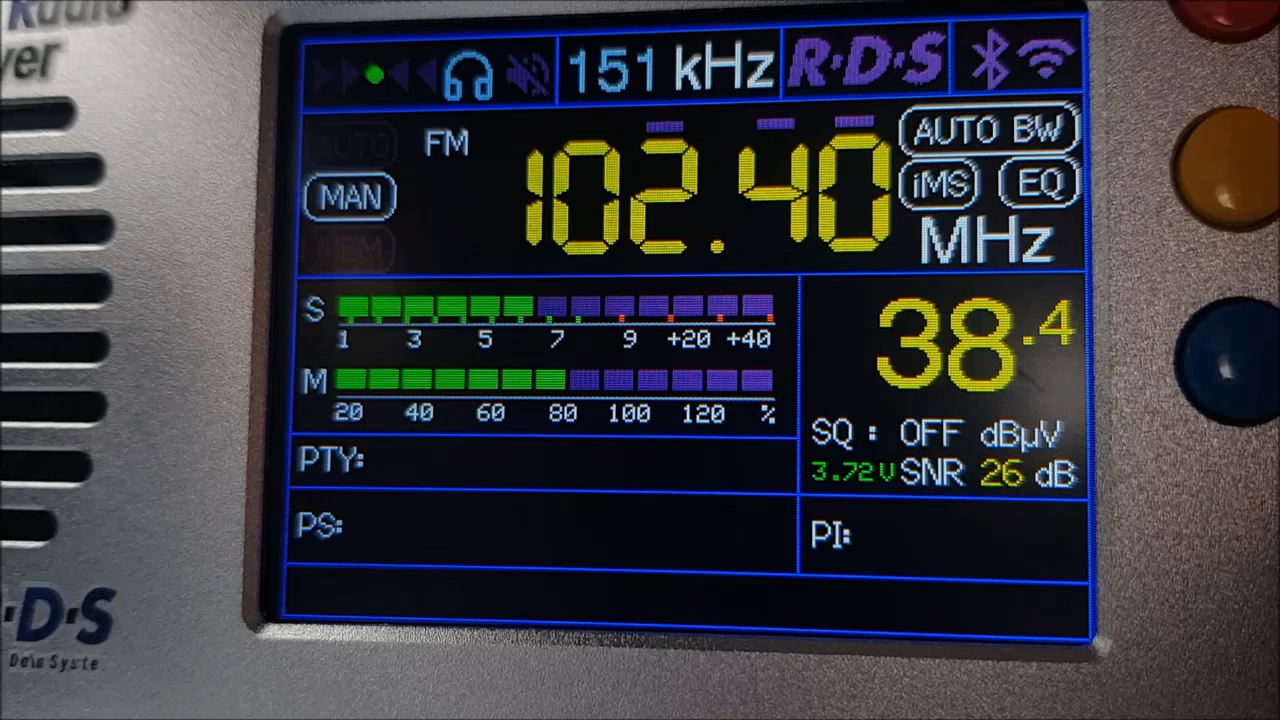 Radio
151 kHz R·D·S
AUTO FM 102.40 AUTO BW
MAN iMS EQ
MEM MHz
S
1 3 5 7 9 +20 +40
38.4
M
20 40 60 80 100 120 %
SQ : OFF dBµV
PTY:
3.72V SNR 26 dB
PS:
PI:
D·S
Data Syste